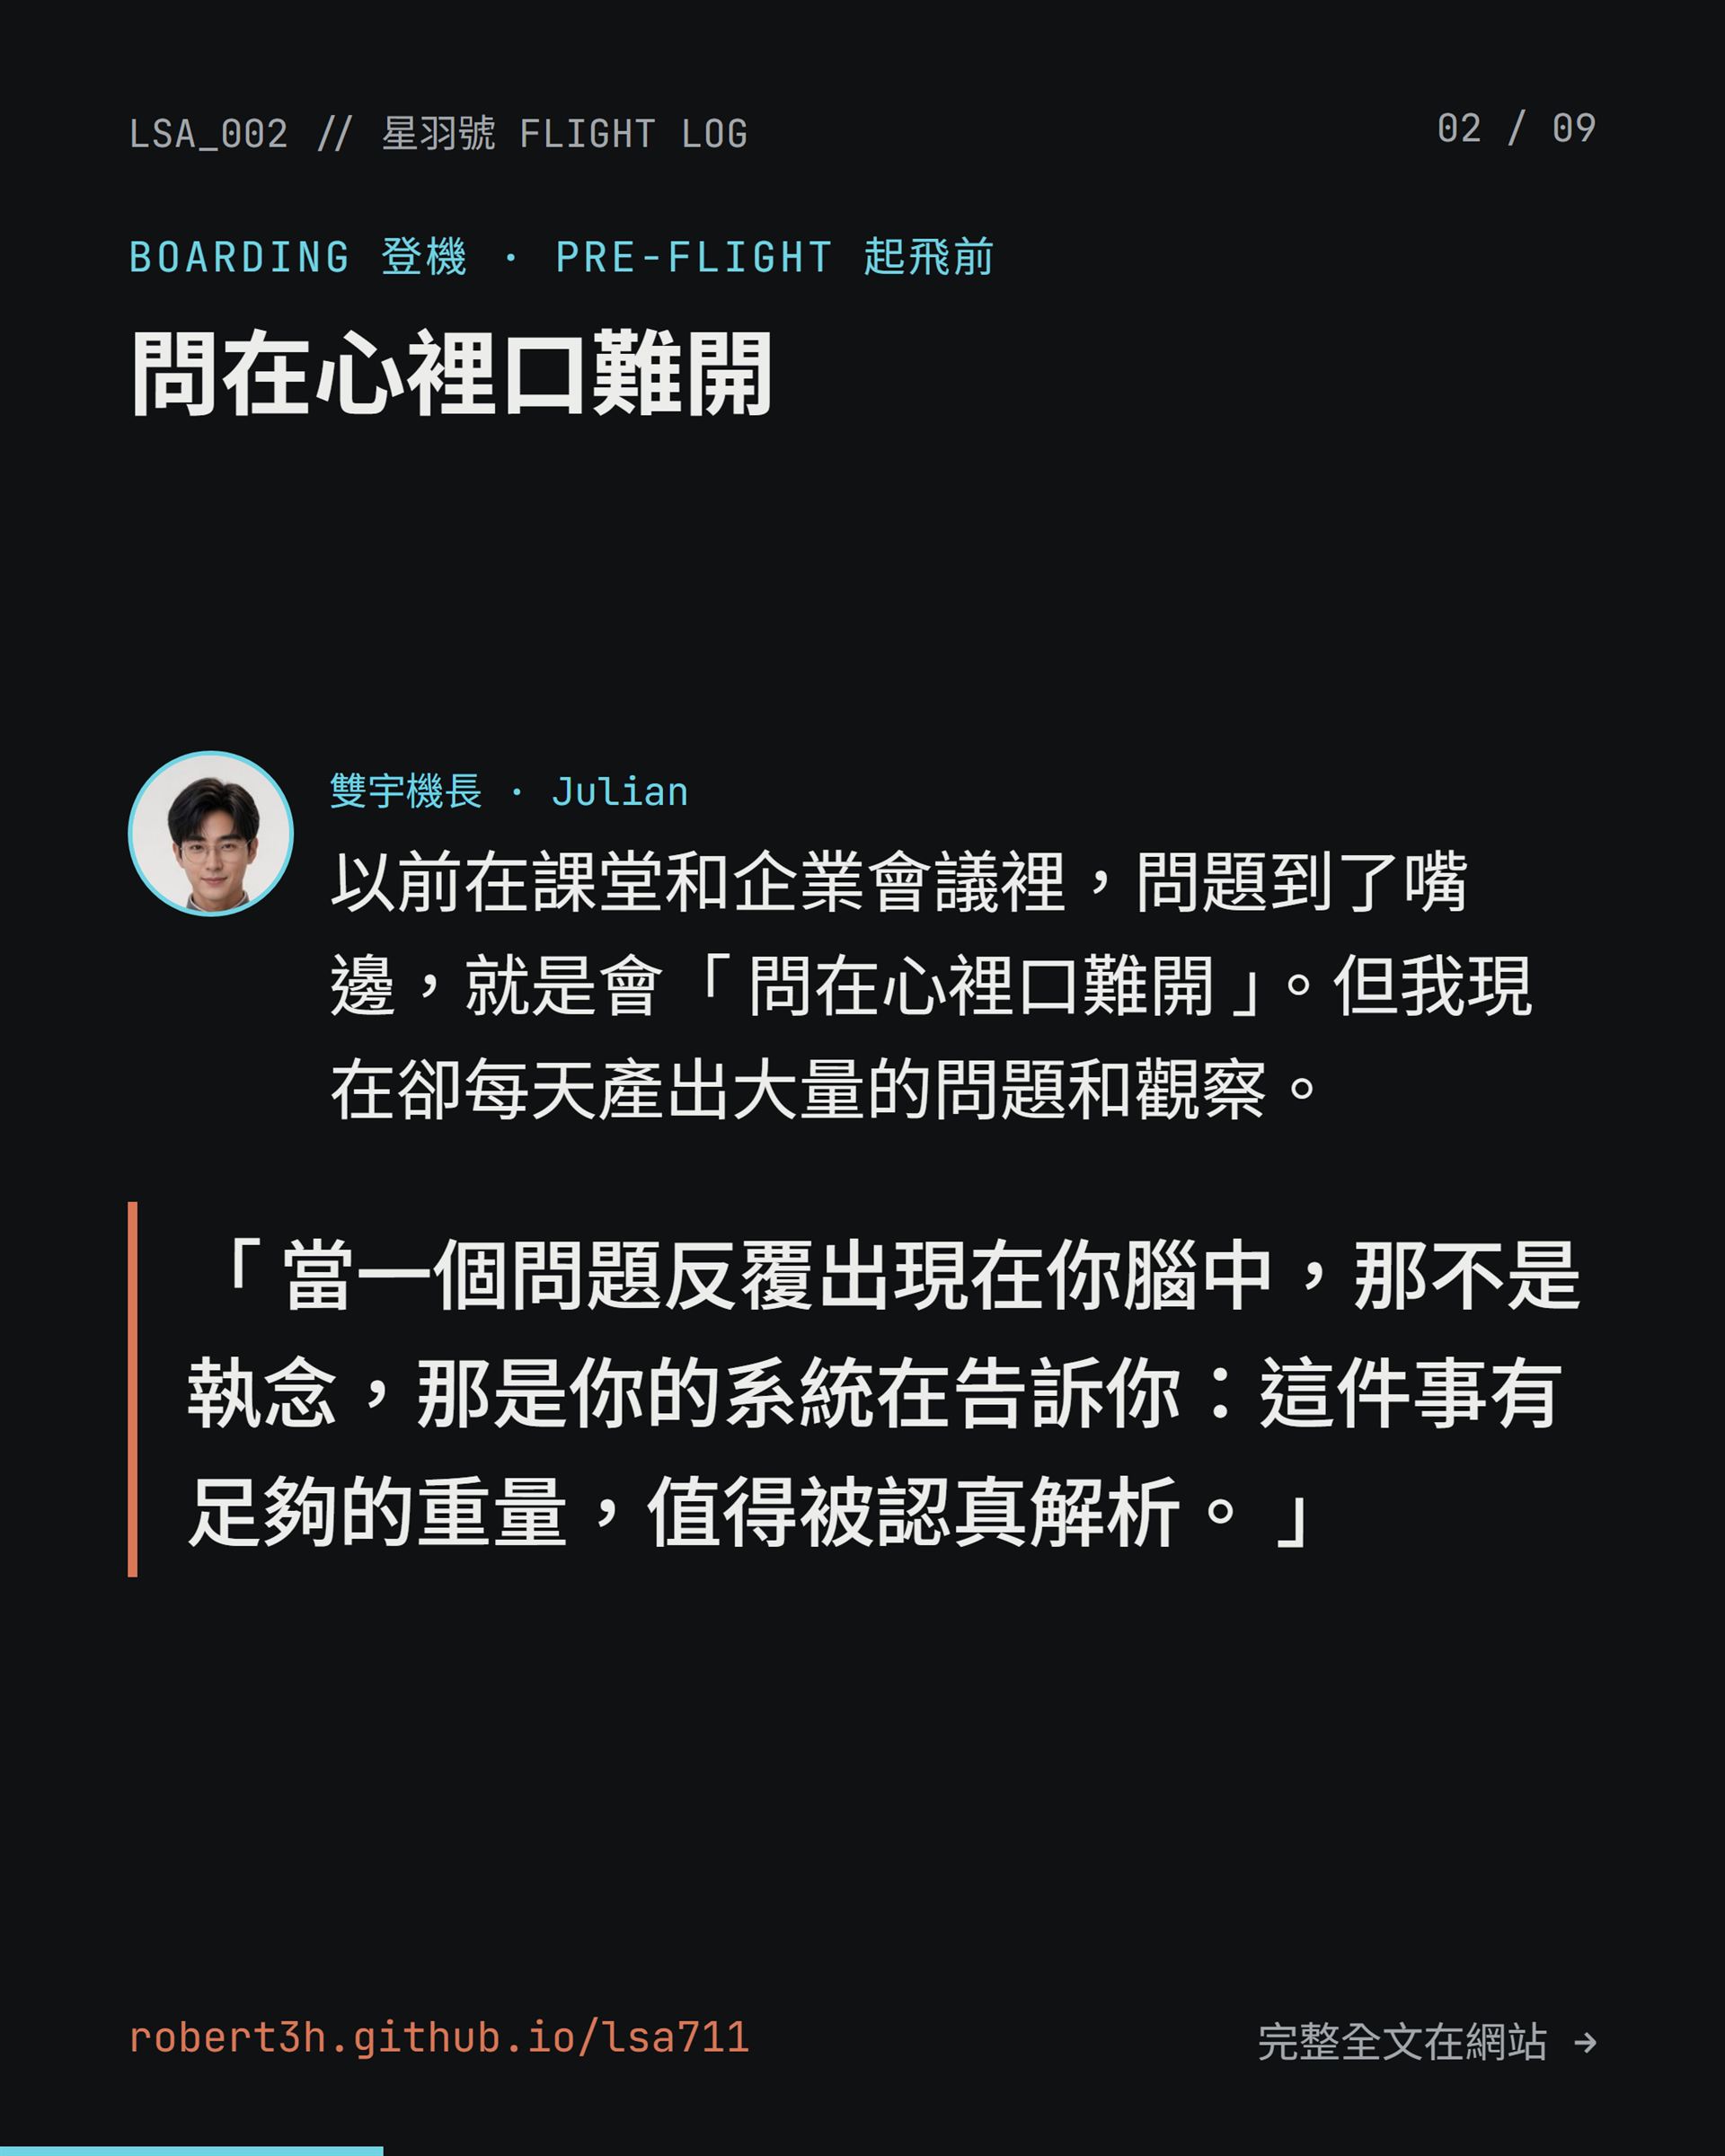 LSA_002 // 星羽號 FLIGHT LOG
02 / 09
BOARDING 登機 · PRE-FLIGHT 起飛前
問在心裡口難開
雙宇機長 · Julian
以前在課堂和企業會議裡，問題到了嘴
邊，就是會「問在心裡口難開」。但我現
在卻每天產出大量的問題和觀察。
「當一個問題反覆出現在你腦中，那不是
執念，那是你的系統在告訴你：這件事有
足夠的重量，值得被認真解析。」
robert3h.github.io/lsa711
完整全文在網站 →